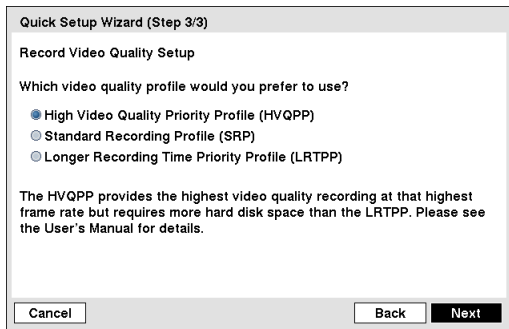 Quick Setup Wizard (Step 3/3)
Record Video Quality Setup
Which video quality profile would you prefer to use?
High Video Quality Priority Profile (HVQPP)
Standard Recording Profile (SRP)
Longer Recording Time Priority Profile (LRTPP)
The HVQPP provides the highest video quality recording at that highest
frame rate but requires more hard disk space than the LRTPP. Please see
the User's Manual for details.
Cancel Back Next